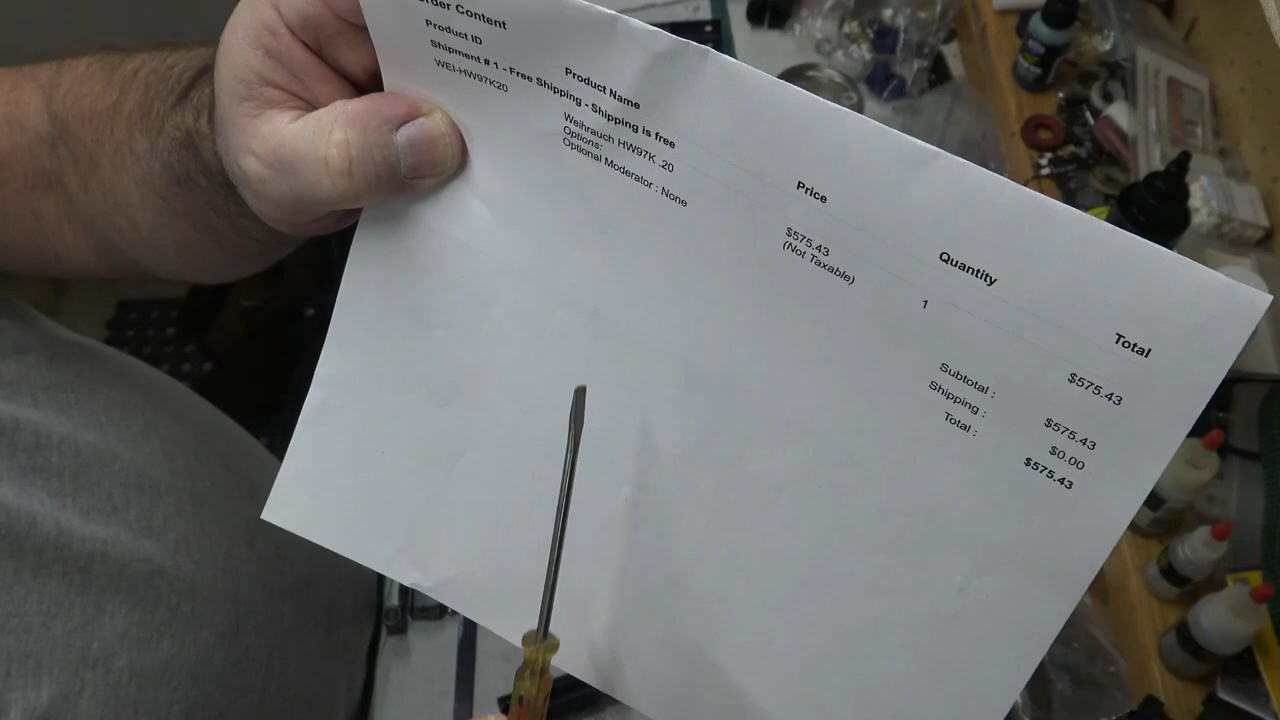 Order Content
Product ID
Product Name
Price
Quantity
Total
Shipment # 1 - Free Shipping - Shipping is free
WEI-HW97K20
Weihrauch HW97K .20
Options:
Optional Moderator : None
$575.43
(Not Taxable)
1
$575.43
Subtotal : $575.43
Shipping : $0.00
Total : $575.43